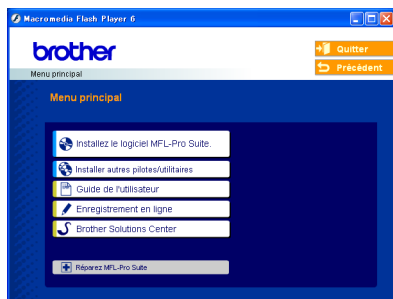 Macromedia Flash Player 6
brother
Quitter
Précédent
Menu principal
Menu principal
Installez le logiciel MFL-Pro Suite.
Installer autres pilotes/utilitaires
Guide de l'utilisateur
Enregistrement en ligne
Brother Solutions Center
Réparez MFL-Pro Suite